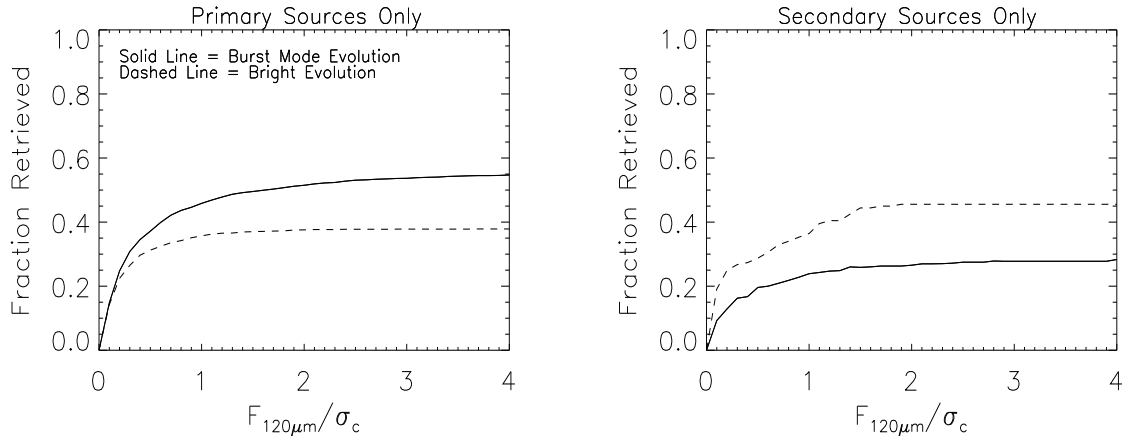 Primary Sources Only
Solid Line = Burst Mode Evolution
Dashed Line = Bright Evolution
Fraction Retrieved
1.0
0.8
0.6
0.4
0.2
0.0
0 1 2 3 4
F120μm/σc
Secondary Sources Only
Fraction Retrieved
1.0
0.8
0.6
0.4
0.2
0.0
0 1 2 3 4
F120μm/σc